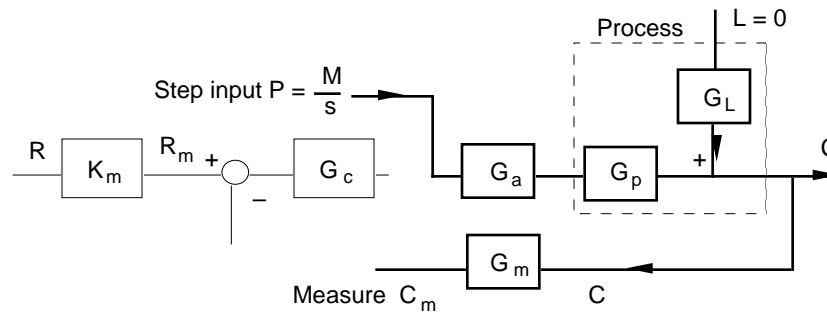 L = 0
Process
Step input P = M/s
G_L
R
K_m
R_m
+
−
G_c
G_a
G_p
+
C
G_m
Measure C_m
C